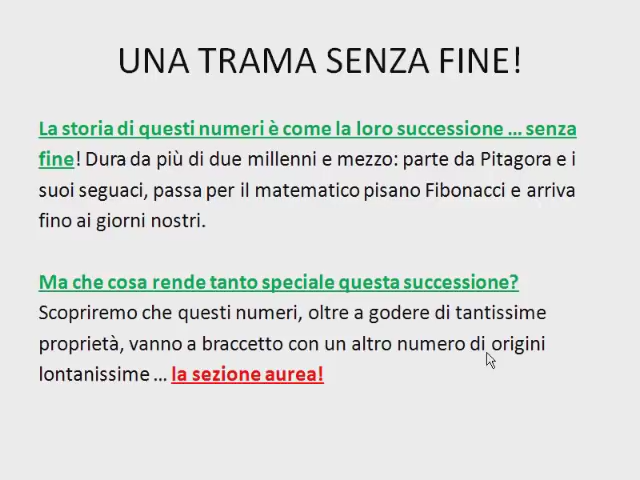 UNA TRAMA SENZA FINE!
La storia di questi numeri è come la loro successione ... senza
fine! Dura da più di due millenni e mezzo: parte da Pitagora e i
suoi seguaci, passa per il matematico pisano Fibonacci e arriva
fino ai giorni nostri.
Ma che cosa rende tanto speciale questa successione?
Scopriremo che questi numeri, oltre a godere di tantissime
proprietà, vanno a braccetto con un altro numero di origini
lontanissime ... la sezione aurea!